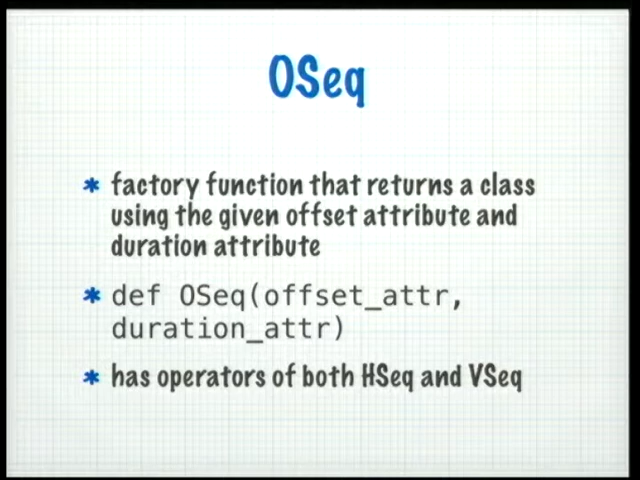 OSeq
* factory function that returns a class
using the given offset attribute and
duration attribute
* def OSeq(offset_attr,
duration_attr)
* has operators of both HSeq and VSeq